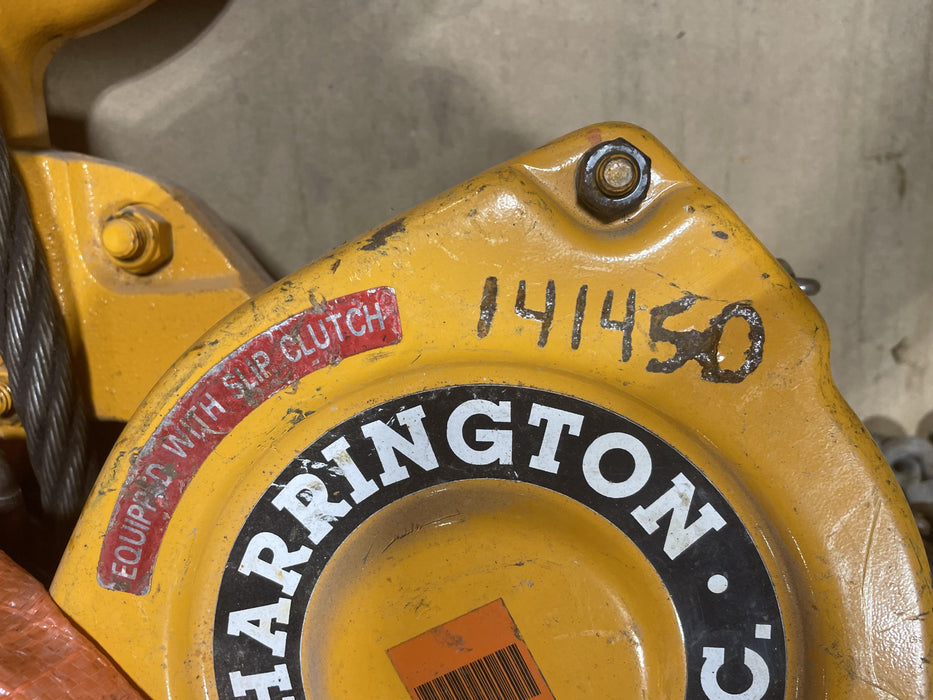 141450
EQUIPPED WITH SLIP CLUTCH
HARRINGTON